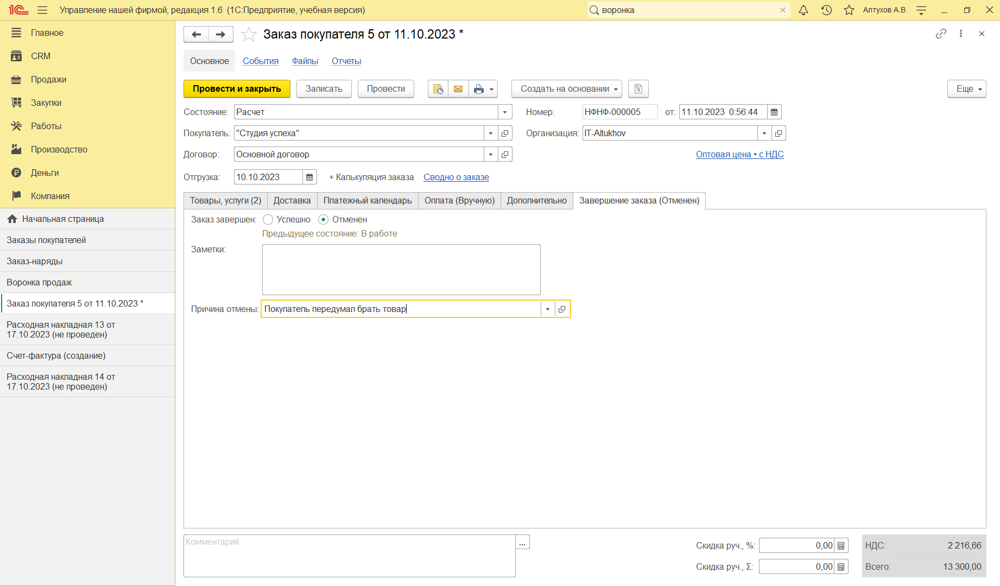 1С Управление нашей фирмой, редакция 1.6 (1С:Предприятие, учебная версия) воронка Алтухов А.В.
Главное
CRM
Продажи
Закупки
Работы
Производство
Деньги
Компания
Начальная страница
Заказы покупателей
Заказ-наряды
Воронка продаж
Заказ покупателя 5 от 11.10.2023 *
Расходная накладная 13 от
17.10.2023 (не проведен)
Счет-фактура (создание)
Расходная накладная 14 от
17.10.2023 (не проведен)
Заказ покупателя 5 от 11.10.2023 *
Основное События Файлы Отчеты
Провести и закрыть Записать Провести Создать на основании Еще
Состояние: Расчет Номер: НФНФ-000005 от: 11.10.2023 0:56:44
Покупатель: "Студия успеха" Организация: IT-Altukhov
Договор: Основной договор Оптовая цена • с НДС
Отгрузка: 10.10.2023 + Калькуляция заказа Сводно о заказе
Товары, услуги (2) Доставка Платежный календарь Оплата (Вручную) Дополнительно Завершение заказа (Отменен)
Заказ завершен: Успешно Отменен
Предыдущее состояние: В работе
Заметки:
Причина отмены: Покупатель передумал брать товар
Комментарий ...
Скидка руч., %: 0,00 НДС: 2 216,66
Скидка руч., Σ: 0,00 Всего: 13 300,00